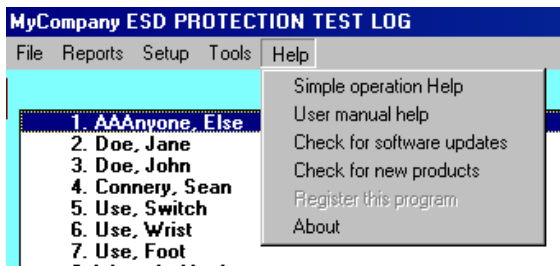 MyCompany ESD PROTECTION TEST LOG
File Reports Setup Tools Help
Simple operation Help
User manual help
Check for software updates
Check for new products
Register this program
About
1. AAAnyone, Else
2. Doe, Jane
3. Doe, John
4. Connery, Sean
5. Use, Switch
6. Use, Wrist
7. Use, Foot